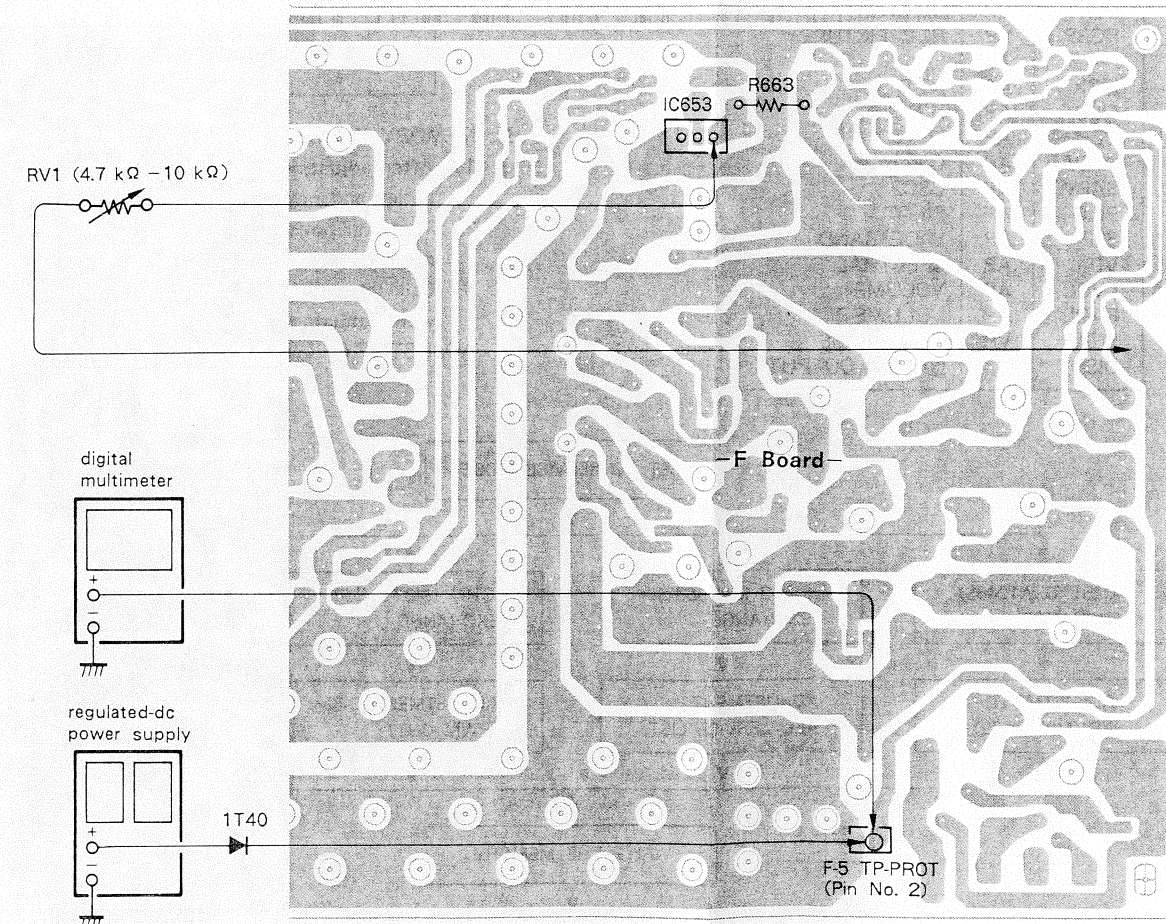 R663
IC653
RV1 (4.7 kΩ – 10 kΩ)
digital
multimeter
–F Board–
+
–
regulated-dc
power supply
1T40
+
–
F-5 TP-PROT
(Pin No. 2)